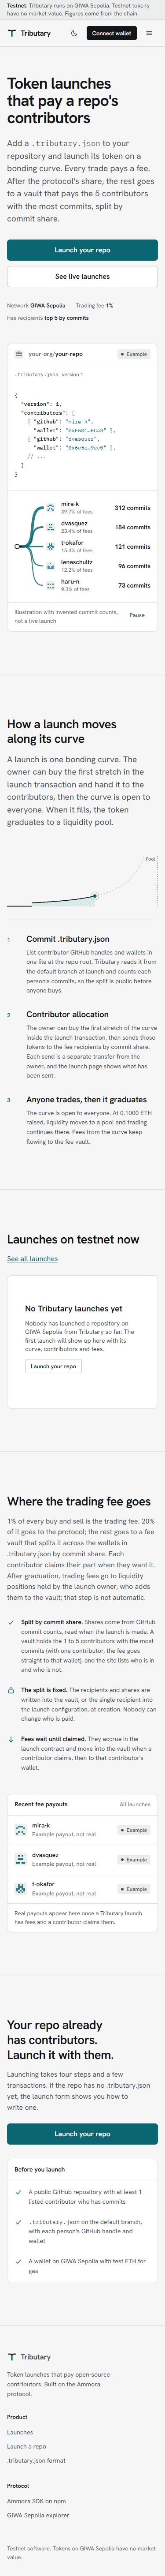 Testnet. Tributary runs on GIWA Sepolia. Testnet tokens
have no market value. Figures come from the chain.
Tributary
Connect wallet
Token launches
that pay a repo's
contributors
Add a .tributary.json to your
repository and launch its token on a
bonding curve. Every trade pays a fee.
After the protocol's share, the rest goes
to a vault that pays the 5 contributors
with the most commits, split by
commit share.
Launch your repo
See live launches
Network GIWA Sepolia
Trading fee 1%
Fee recipients top 5 by commits
your-org/your-repo
Example
.tributary.json version 1
{
"version": 1,
"contributors": [
{ "github": "mira-k",
{ "github": "dvasquez",
// ...
]
}
mira-k
39.7% of fees
312 commits
dvasquez
23.4% of fees
184 commits
t-okafor
15.4% of fees
121 commits
lenaschultz
12.2% of fees
96 commits
haru-n
9.3% of fees
73 commits
Illustration with invented commit counts,
not a live launch
Pause
How a launch moves
along its curve
A launch is one bonding curve. The
owner can buy the first stretch in the
launch transaction and hand it to the
contributors, then the curve is open to
everyone. When it fills, the token
graduates to a liquidity pool.
Pool
1
Commit .tributary.json
List contributor GitHub handles and wallets in
one file at the repo root. Tributary reads it from
the default branch at launch and counts each
person's commits, so the split is public before
anyone buys.
2
Contributor allocation
The owner can buy the first stretch of the curve
inside the launch transaction, then sends those
tokens to the fee recipients by commit share.
Each send is a separate transfer from the
owner, and the launch page shows what has
been sent.
3
Anyone trades, then it graduates
The curve is open to everyone. At 0.1000 ETH
raised, liquidity moves to a pool and trading
continues there. Fees from the curve keep
flowing to the fee vault.
Launches on testnet now
See all launches
No Tributary launches yet
Nobody has launched a repository on
GIWA Sepolia from Tributary so far. The
first launch will show up here with its
curve, contributors and fees.
Launch your repo
Where the trading fee goes
1% of every buy and sell is the trading fee. 20%
of it goes to the protocol; the rest goes to a fee
vault that splits it across the wallets in
.tributary.json by commit share. Each
contributor claims their part when they want it.
After graduation, trading fees go to liquidity
positions held by the launch owner, who adds
them to the vault; that step is not automatic.
Split by commit share. Shares come from GitHub
commit counts, read when the launch is made. A
vault holds the 1 to 5 contributors with the most
commits (with one contributor, the fee goes
straight to that wallet), and the site lists who is in
and who is not.
The split is fixed. The recipients and shares are
written into the vault, or the single recipient into
the launch configuration, at creation. Nobody can
change who is paid.
Fees wait until claimed. They accrue in the
launch contract and move into the vault when a
contributor claims, then to that contributor's
wallet.
Recent fee payouts
All launches
mira-k
Example payout, not real
Example
dvasquez
Example payout, not real
Example
t-okafor
Example payout, not real
Example
Real payouts appear here once a Tributary launch
has fees and a contributor claims them.
Your repo already
has contributors.
Launch it with them.
Launching takes four steps and a few
transactions. If the repo has no .tributary.json
yet, the launch form shows you how to
write one.
Launch your repo
Before you launch
A public GitHub repository with at least 1
listed contributor who has commits
.tributary.json on the default branch,
with each person's GitHub handle and
wallet
A wallet on GIWA Sepolia with test ETH for
gas
Tributary
Token launches that pay open-source
contributors. Built on the Ammora
protocol.
Product
Launches
Launch a repo
.tributary.json format
Protocol
Ammora SDK on npm
GIWA Sepolia explorer
Testnet software. Tokens on GIWA Sepolia have no market
value.